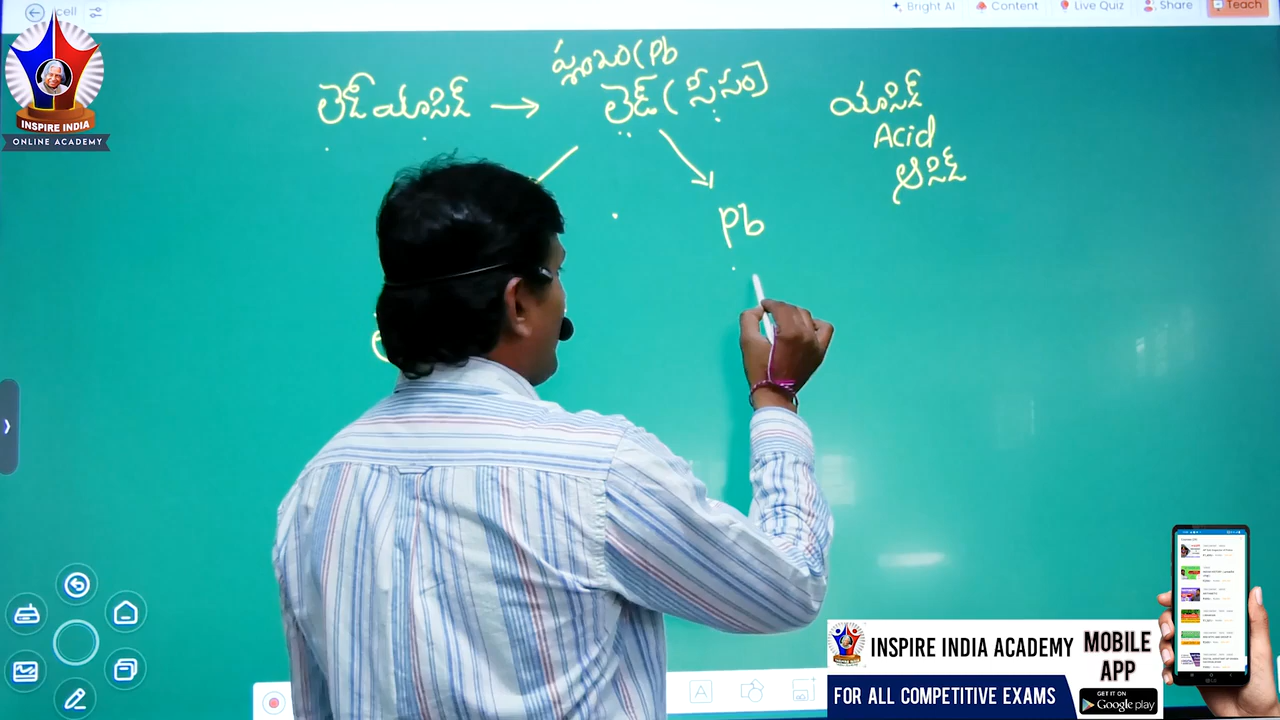 cell
Bright AI
Content
Live Quiz
Share
Teach
INSPIRE INDIA
ONLINE ACADEMY
ప్లంబం (Pb
లెడ్ యాసిడ్ → లెడ్ ( సీసం)
యాసిడ్
Acid
ఆసిడ్
Pb
INSPIRE INDIA ACADEMY
MOBILE
APP
FOR ALL COMPETITIVE EXAMS
GET IT ON
Google play